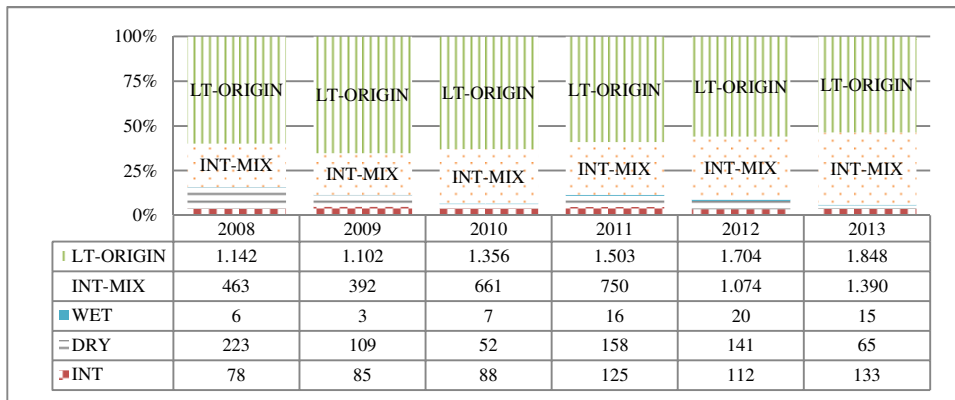 100%
75%
50%
25%
0%
LT-ORIGIN LT-ORIGIN LT-ORIGIN LT-ORIGIN LT-ORIGIN LT-ORIGIN
INT-MIX INT-MIX INT-MIX INT-MIX INT-MIX INT-MIX
2008 2009 2010 2011 2012 2013
LT-ORIGIN 1.142 1.102 1.356 1.503 1.704 1.848
INT-MIX 463 392 661 750 1.074 1.390
WET 6 3 7 16 20 15
DRY 223 109 52 158 141 65
INT 78 85 88 125 112 133